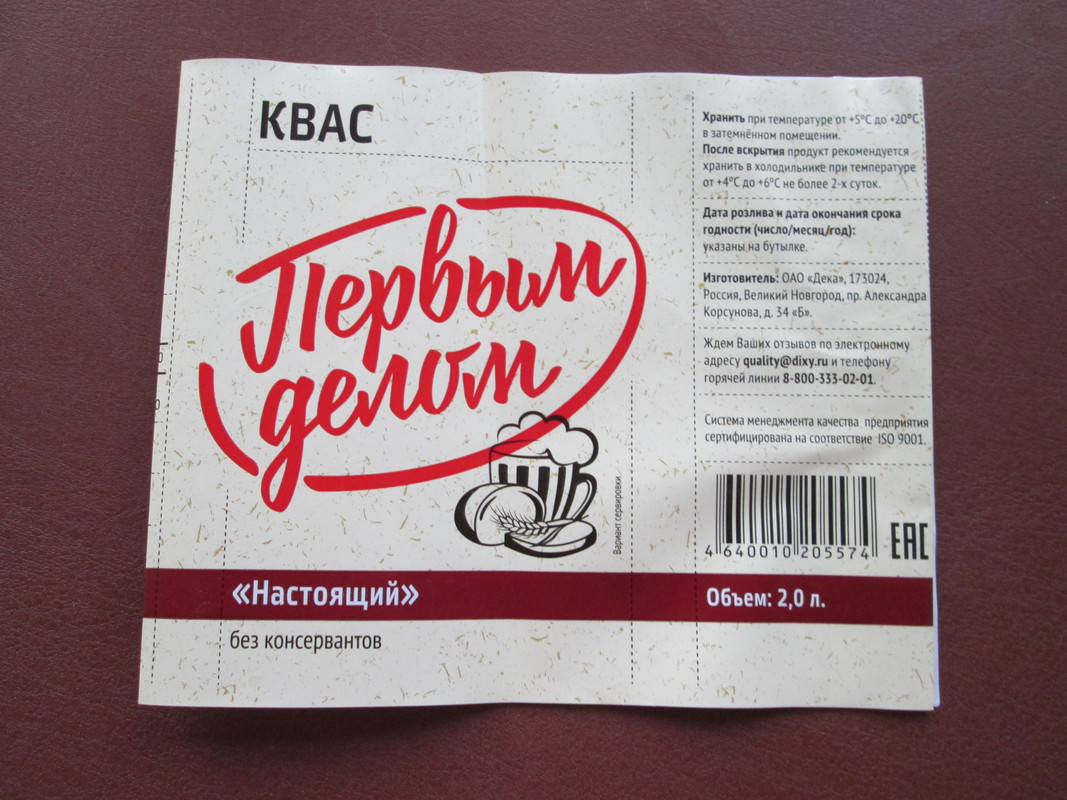 КВАС
Первым
делом
Вариант сервировки
«Настоящий»
без консервантов
Хранить при температуре от +5°C до +20°C
в затемнённом помещении.
После вскрытия продукт рекомендуется
хранить в холодильнике при температуре
от +4°C до +6°C не более 2-х суток.
Дата розлива и дата окончания срока
годности (число/месяц/год):
указаны на бутылке.
Изготовитель: ОАО «Дека», 173024,
Россия, Великий Новгород, пр. Александра
Корсунова, д. 34 «Б».
Ждем Ваших отзывов по электронному
адресу quality@dixy.ru и телефону
горячей линии 8-800-333-02-01.
Система менеджмента качества предприятия
сертифицирована на соответствие ISO 9001.
4 640010 205574
EAC
Объем: 2,0 л.